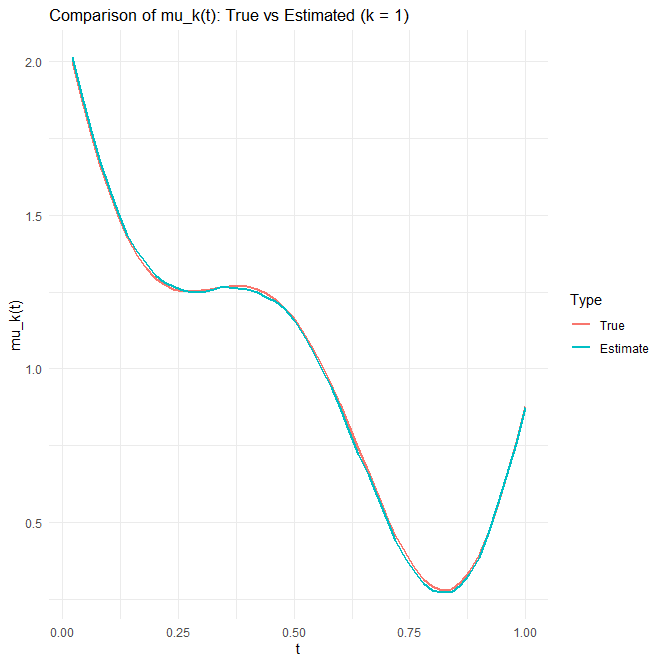 Comparison of mu_k(t): True vs Estimated (k = 1)
2.0
1.5
1.0
0.5
mu_k(t)
0.00
0.25
0.50
0.75
1.00
t
Type
True
Estimate